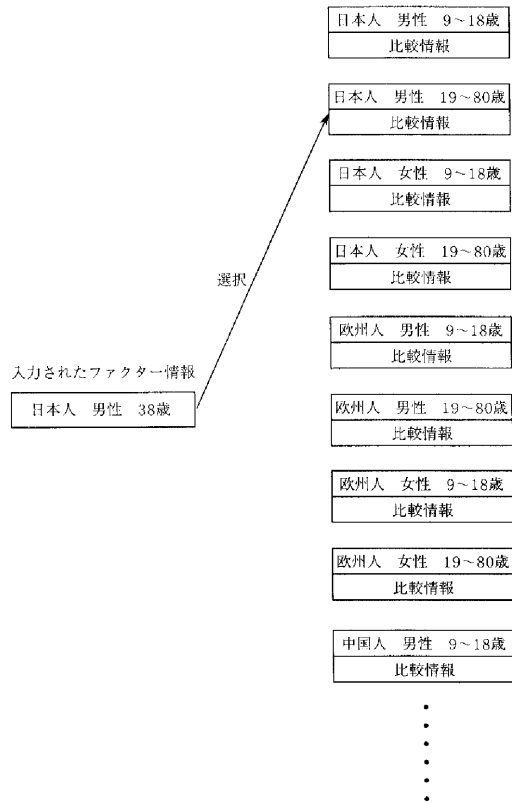 日本人 男性 9～18歳
比較情報
日本人 男性 19～80歳
比較情報
日本人 女性 9～18歳
比較情報
日本人 女性 19～80歳
比較情報
選択
欧州人 男性 9～18歳
比較情報
入力されたファクター情報
日本人 男性 38歳
欧州人 男性 19～80歳
比較情報
欧州人 女性 9～18歳
比較情報
欧州人 女性 19～80歳
比較情報
中国人 男性 9～18歳
比較情報